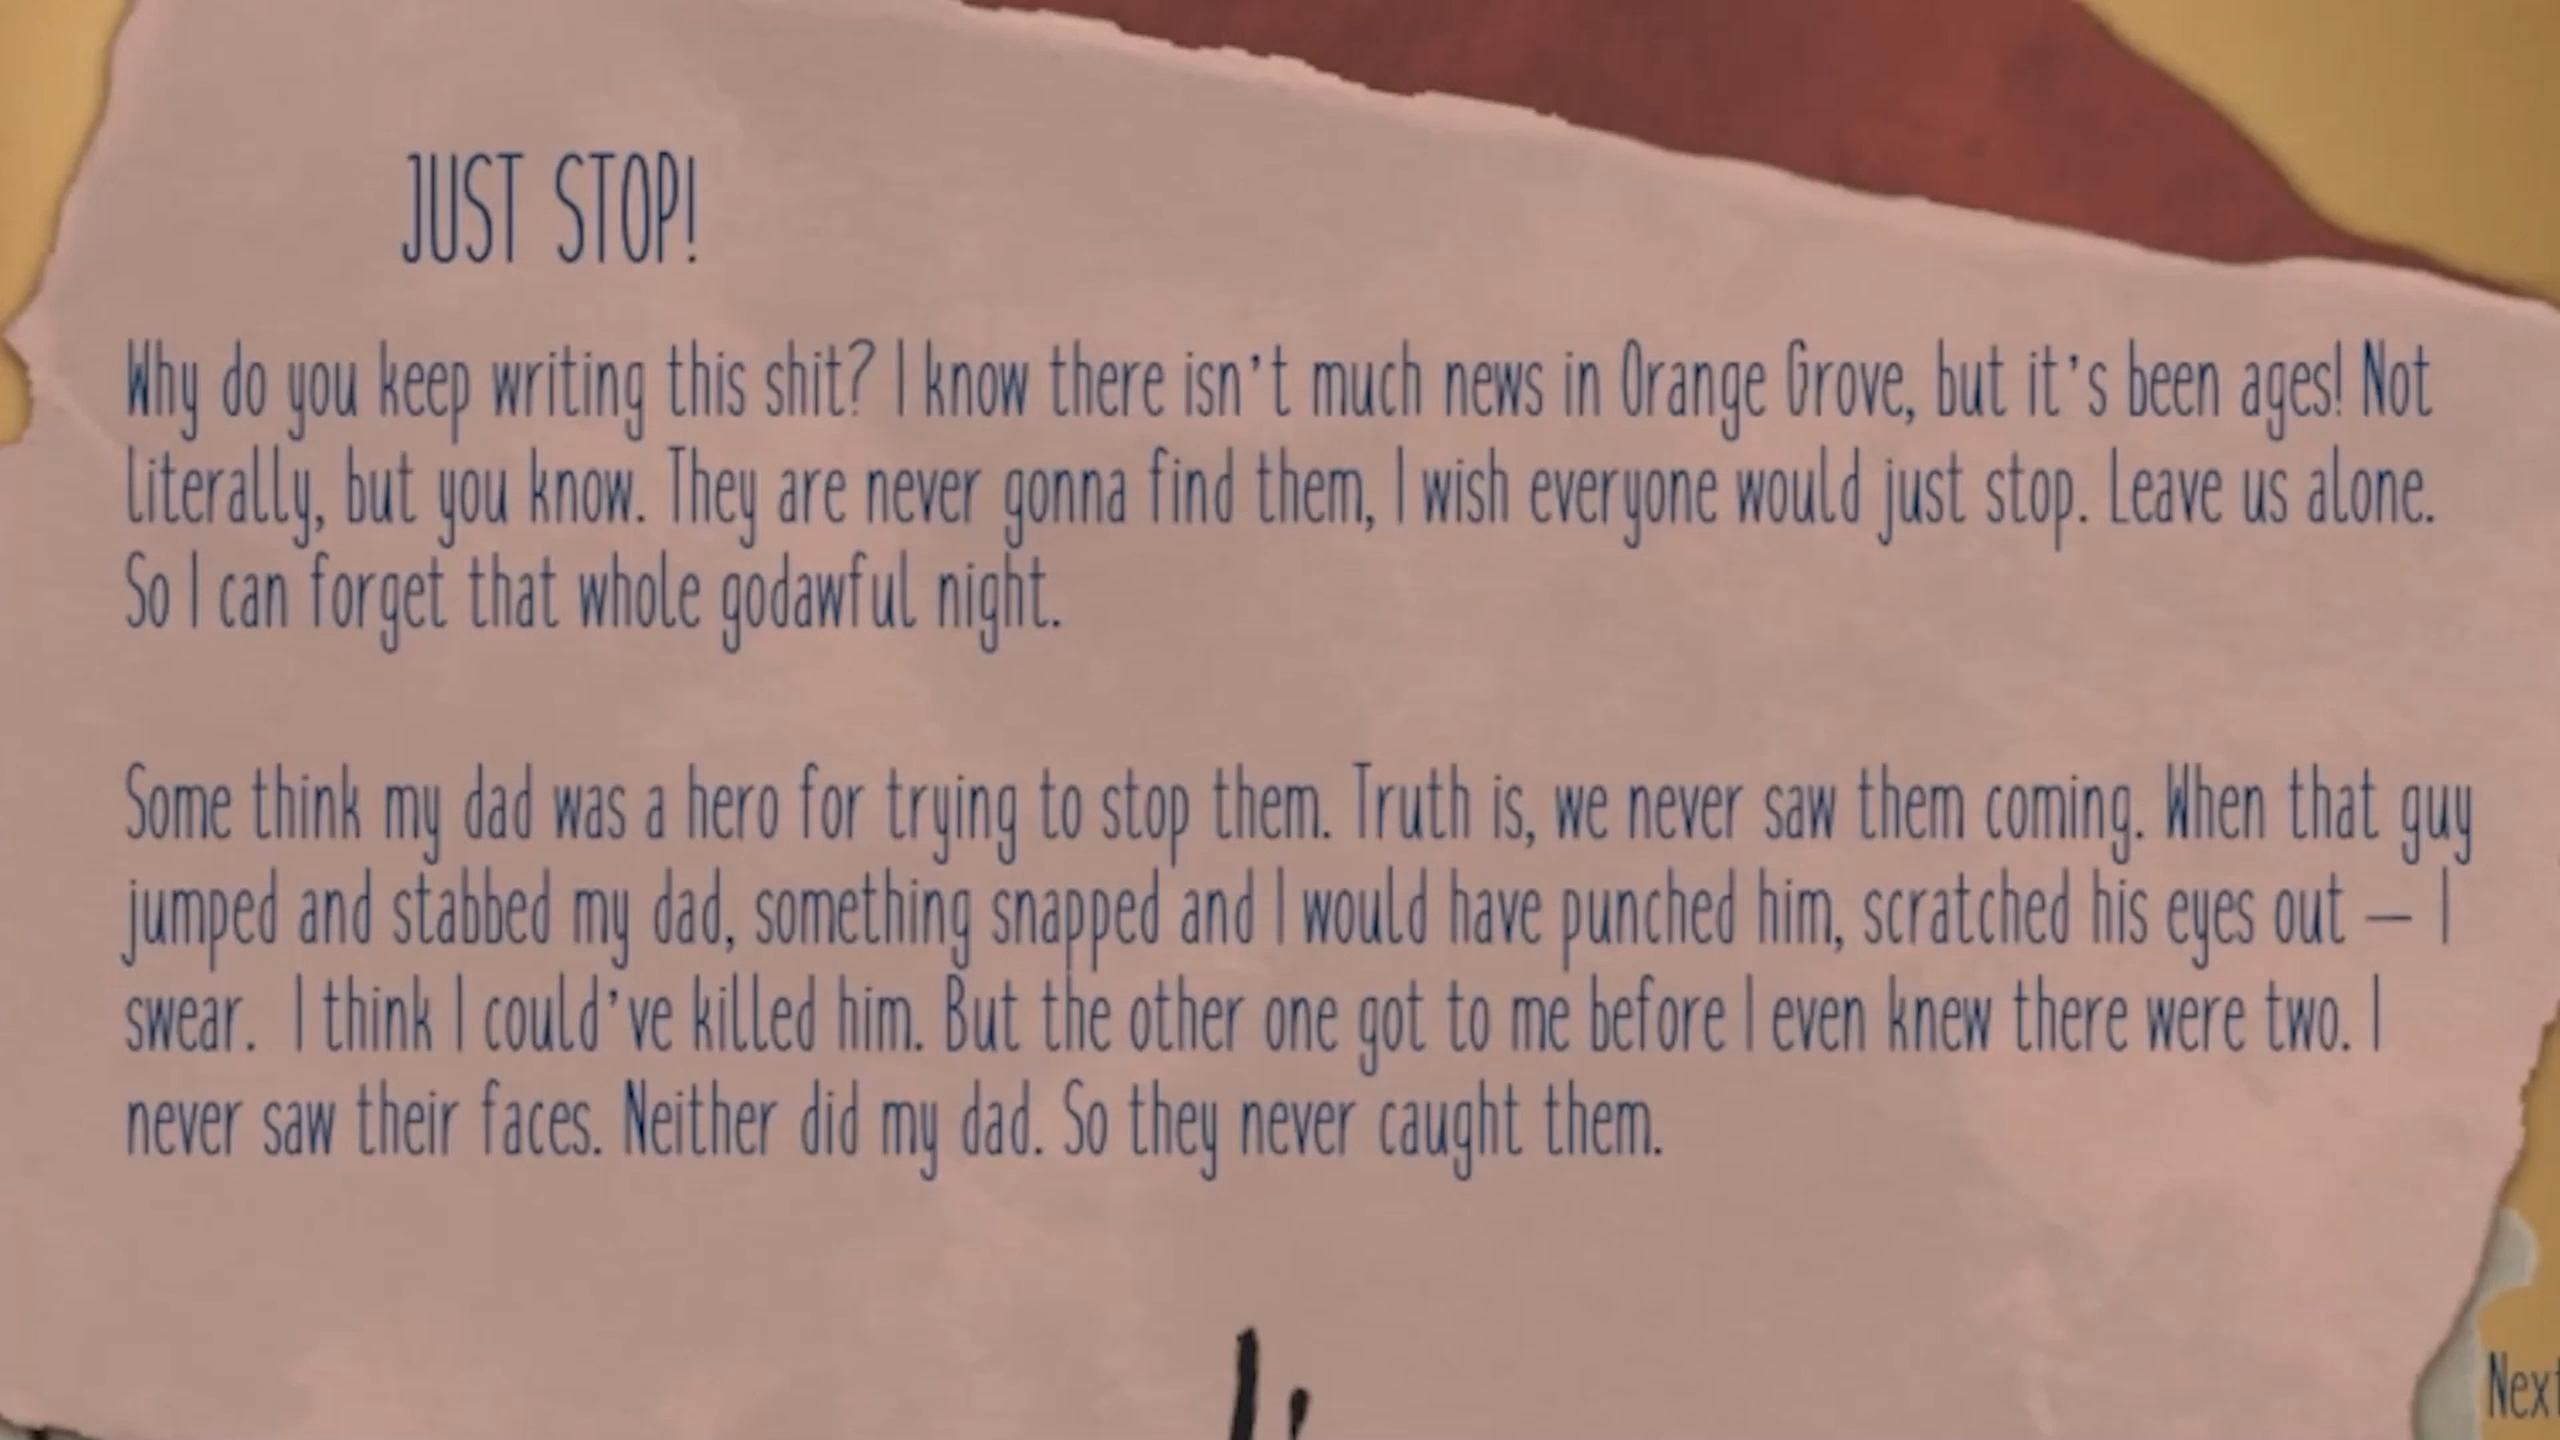 JUST STOP!
Why do you keep writing this shit? I know there isn't much news in Orange Grove, but it's been ages! Not
literally, but you know. They are never gonna find them, I wish everyone would just stop. Leave us alone.
So I can forget that whole godawful night.
Some think my dad was a hero for trying to stop them. Truth is, we never saw them coming. When that guy
jumped and stabbed my dad, something snapped and I would have punched him, scratched his eyes out – I
swear. I think I could've killed him. But the other one got to me before I even knew there were two. I
never saw their faces. Neither did my dad. So they never caught them.
Next